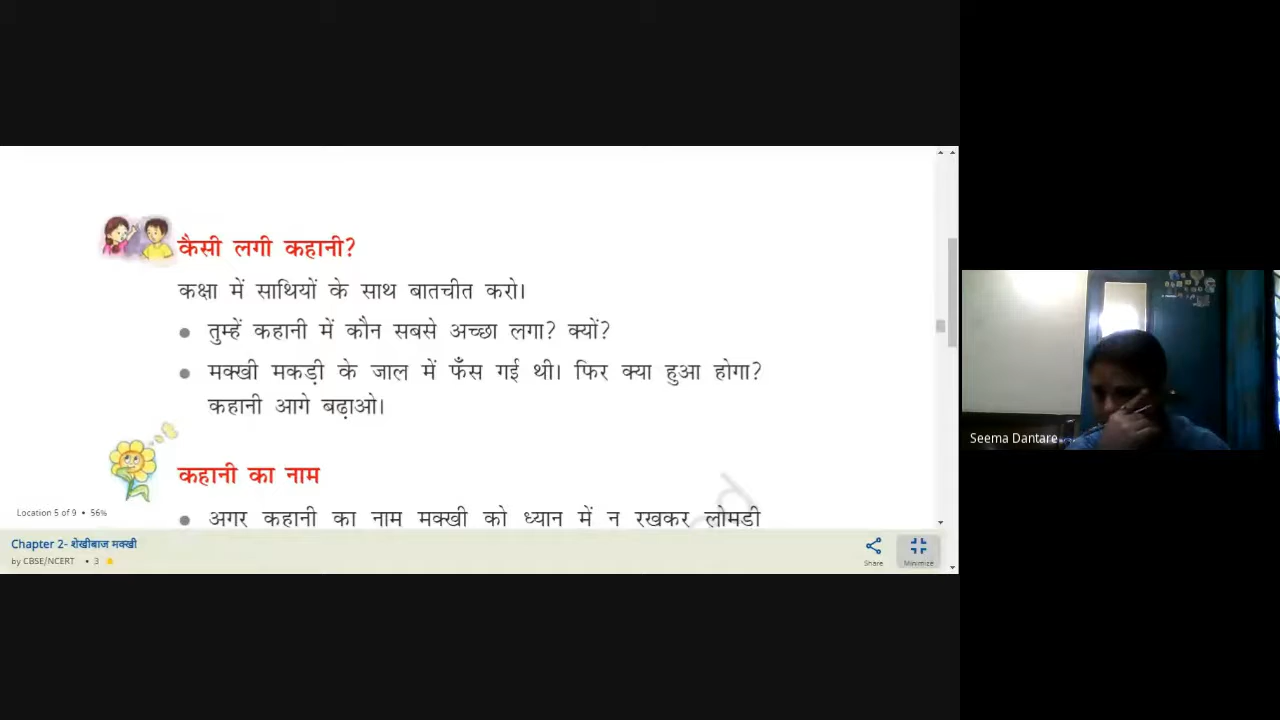 कैसी लगी कहानी?
कक्षा में साथियों के साथ बातचीत करो।
तुम्हें कहानी में कौन सबसे अच्छा लगा? क्यों?
मक्खी मकड़ी के जाल में फँस गई थी। फिर क्या हुआ होगा?
कहानी आगे बढ़ाओ।
कहानी का नाम
अगर कहानी का नाम मक्खी को ध्यान में न रखकर लोमड़ी
Location 5 of 9 • 56%
Chapter 2- शेखीबाज मक्खी
by CBSE/NCERT • 3
Share
Minimize
Seema Dantare